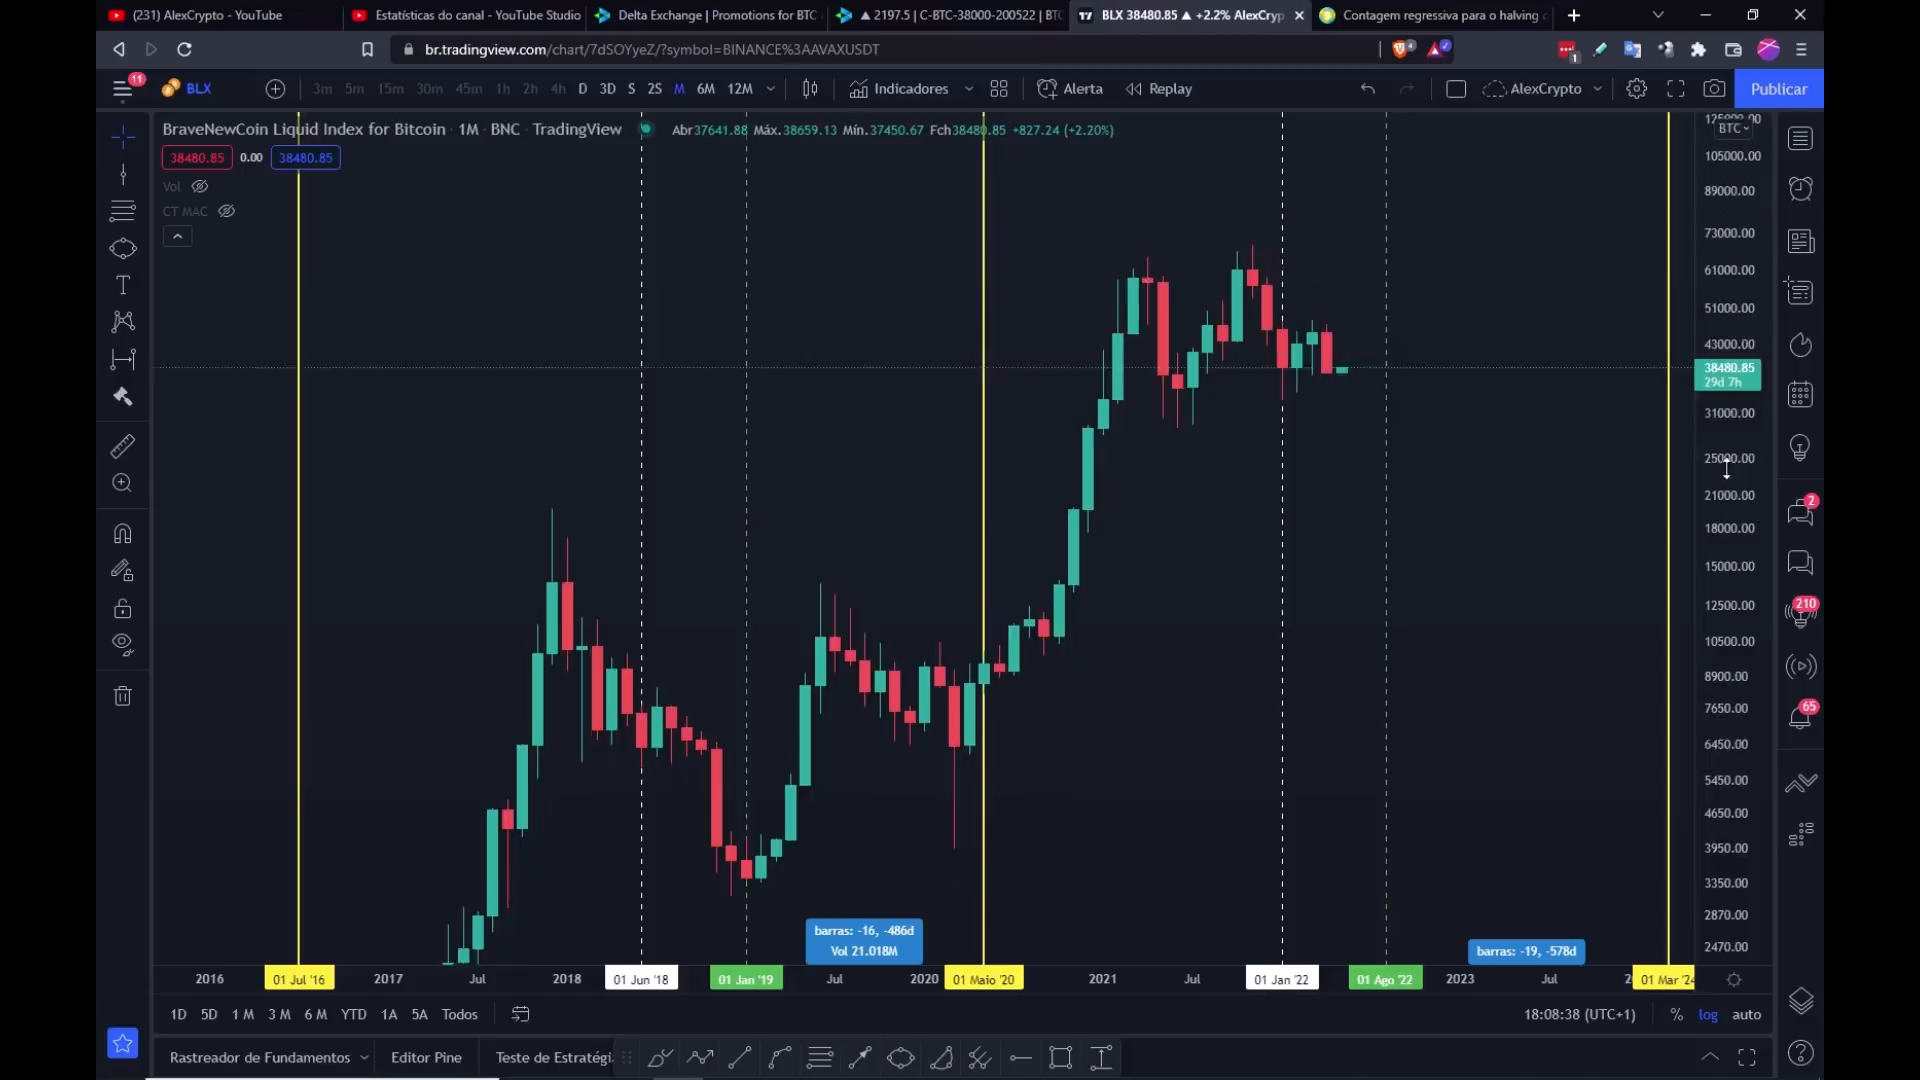 (231) AlexCrypto - YouTube
Estatísticas do canal - YouTube Studio
Delta Exchange | Promotions for BTC
▲ 2197.5 | C-BTC-38000-200522 | BTC
BLX 38480.85 ▲ +2.2% AlexCryp
Contagem regressiva para o halving
br.tradingview.com/chart/7dSOYyeZ/?symbol=BINANCE%3AAVAXUSDT
4
1
11
BLX
3m 5m 15m 30m 45m 1h 2h 4h D 3D S 2S M 6M 12M
Indicadores
Alerta
Replay
AlexCrypto
Publicar
BraveNewCoin Liquid Index for Bitcoin · 1M · BNC · TradingView
Abr37641.88 Máx.38659.13 Mín.37450.67 Fch38480.85 +827.24 (+2.20%)
38480.85 0.00 38480.85
Vol
CT MAC
BTC
105000.00
89000.00
73000.00
61000.00
51000.00
43000.00
38480.85
29d 7h
31000.00
25000.00
21000.00
18000.00
15000.00
12500.00
10500.00
8900.00
7650.00
6450.00
5450.00
4650.00
3950.00
3350.00
2870.00
2470.00
2
210
65
barras: -16, -486d
Vol 21.018M
barras: -19, -578d
2016 01 Jul '16 2017 Jul 2018 01 Jun '18 01 Jan '19 Jul 2020 01 Maio '20 2021 Jul 01 Jan '22 01 Ago '22 2023 Jul 01 Mar '24
1D 5D 1 M 3 M 6 M YTD 1A 5A Todos
18:08:38 (UTC+1) % log auto
Rastreador de Fundamentos
Editor Pine
Teste de Estratégi